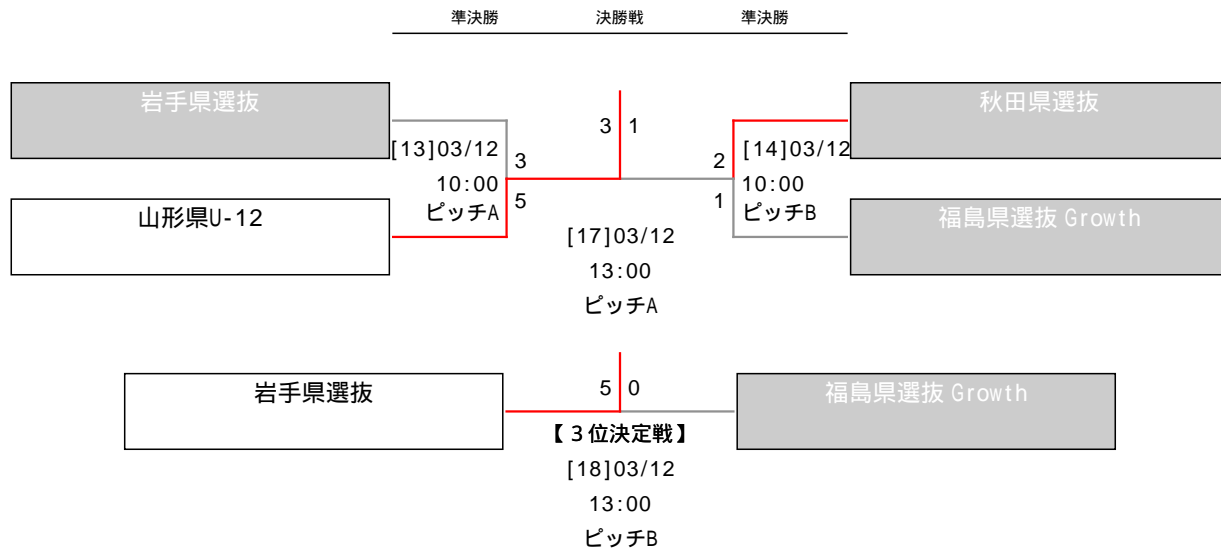 準決勝 決勝戦 準決勝
岩手県選抜
秋田県選抜
3 1
[13]03/12
10:00
ピッチA
3
5
2
1
[14]03/12
10:00
ピッチB
山形県U-12
福島県選抜 Growth
[17]03/12
13:00
ピッチA
岩手県選抜
5 0
福島県選抜 Growth
【３位決定戦】
[18]03/12
13:00
ピッチB